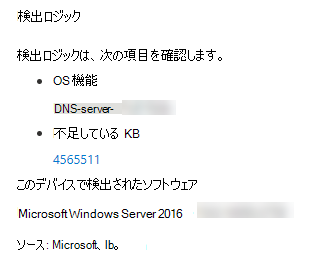 検出ロジック
検出ロジックは、次の項目を確認します。
OS 機能
DNS-server-
不足している KB
4565511
このデバイスで検出されたソフトウェア
Microsoft Windows Server 2016
ソース: Microsoft、Ib。